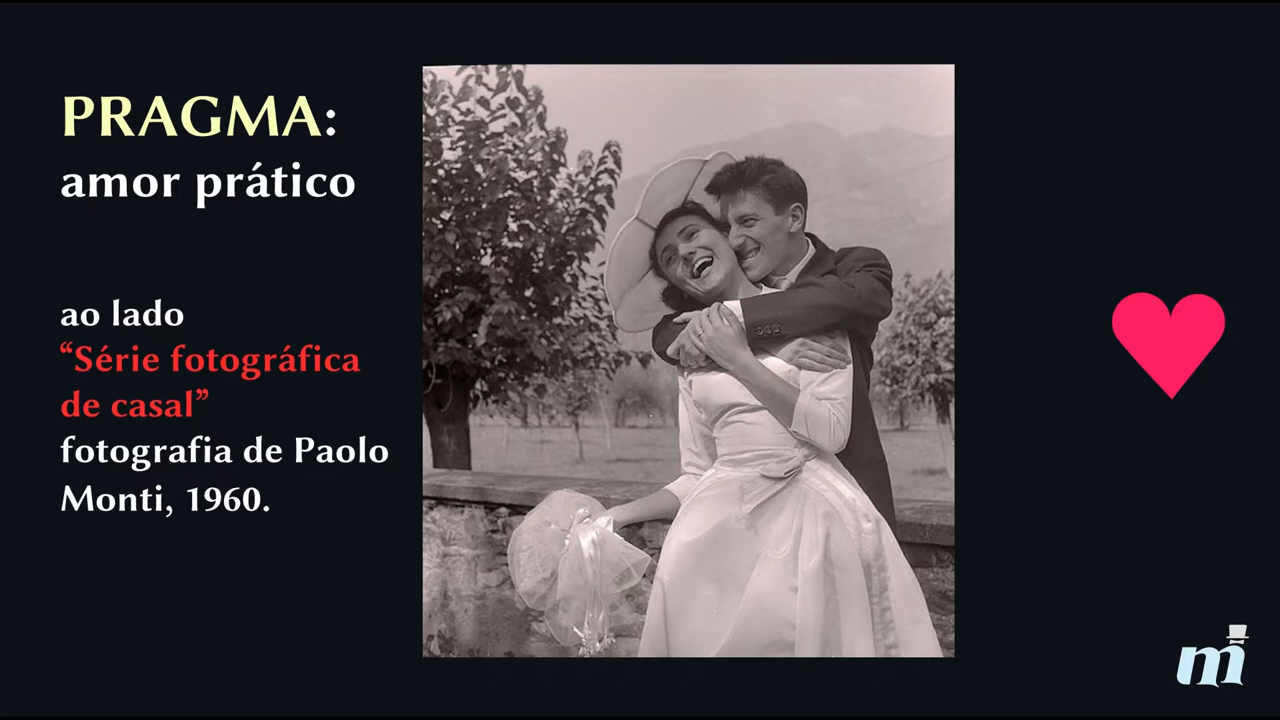 PRAGMA:
amor prático
ao lado
“Série fotográfica
de casal”
fotografia de Paolo
Monti, 1960.
m